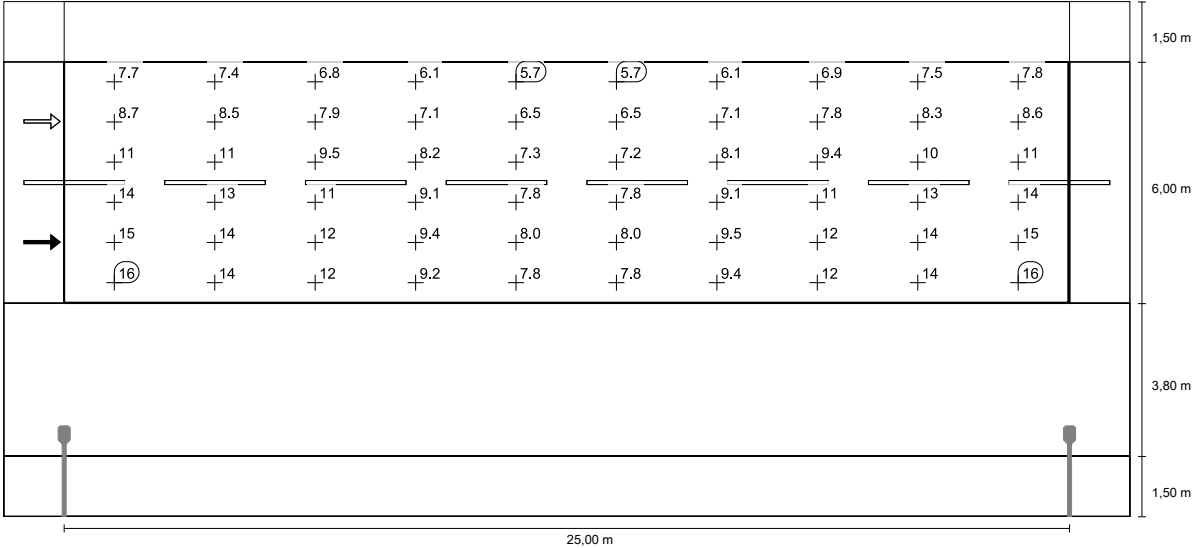 1,50 m
7.7 7.4 6.8 6.1 5.7 5.7 6.1 6.9 7.5 7.8
8.7 8.5 7.9 7.1 6.5 6.5 7.1 7.8 8.3 8.6
11 11 9.5 8.2 7.3 7.2 8.1 9.4 10 11
6,00 m
14 13 11 9.1 7.8 7.8 9.1 11 13 14
15 14 12 9.4 8.0 8.0 9.5 12 14 15
16 14 12 9.2 7.8 7.8 9.4 12 14 16
3,80 m
1,50 m
25,00 m